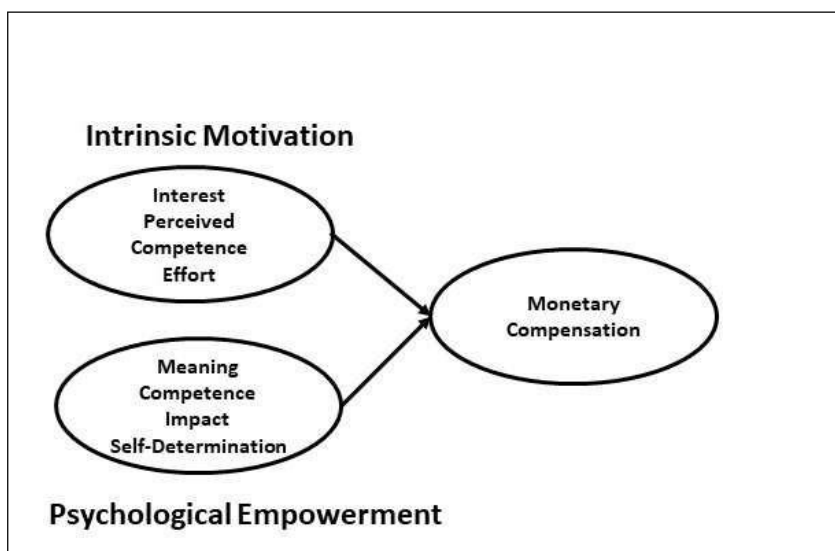 Intrinsic Motivation
Interest
Perceived
Competence
Effort
Monetary
Compensation
Meaning
Competence
Impact
Self-Determination
Psychological Empowerment